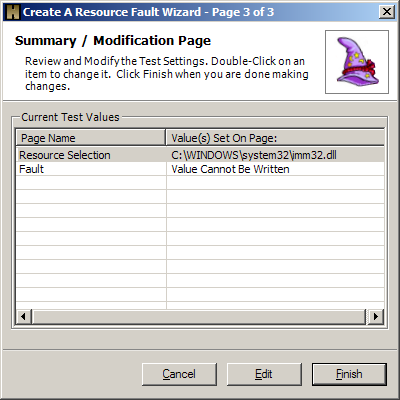 Create A Resource Fault Wizard - Page 3 of 3
Summary / Modification Page
Review and Modify the Test Settings. Double-Click on an
item to change it. Click Finish when you are done making
changes.
Current Test Values
Page Name Value(s) Set On Page:
Resource Selection C:\WINDOWS\system32\imm32.dll
Fault Value Cannot Be Written
Cancel Edit Finish